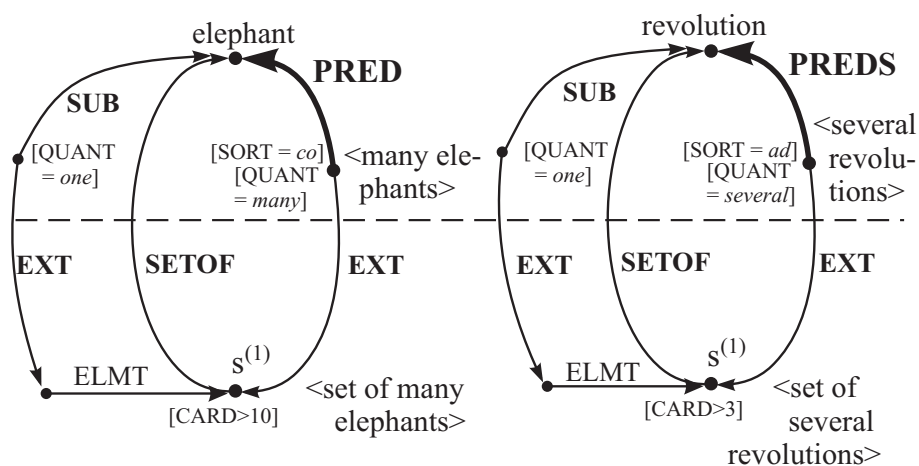 elephant
PRED
SUB
[QUANT
= one]
[SORT = co]
[QUANT
= many]
<many ele-
phants>
EXT
SETOF
EXT
ELMT
s(1)
[CARD>10]
<set of many
elephants>
revolution
PREDS
SUB
[QUANT
= one]
[SORT = ad]
[QUANT
= several]
<several
revolu-
tions>
EXT
SETOF
EXT
ELMT
s(1)
[CARD>3]
<set of
several
revolutions>